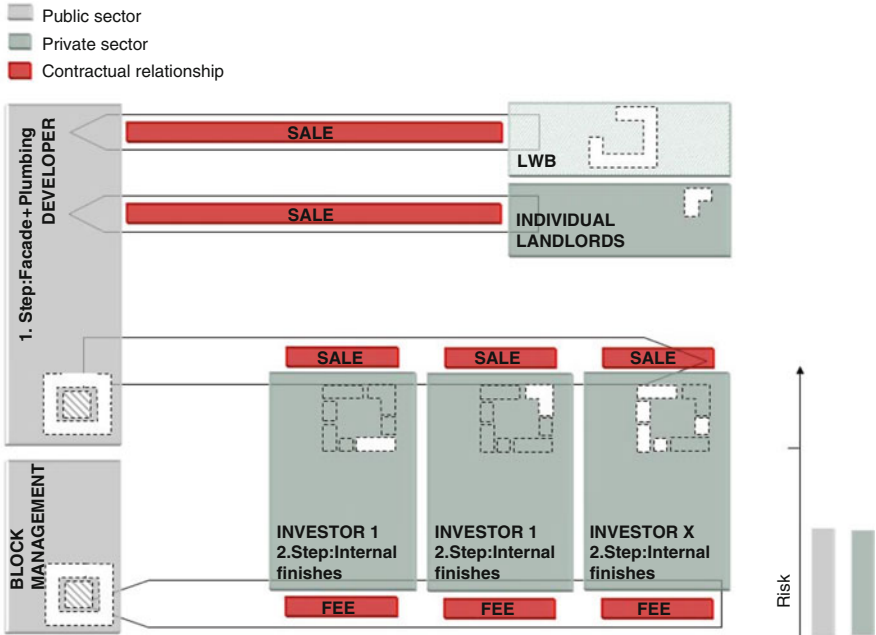 Public sector
Private sector
Contractual relationship
1. Step:Facade+Plumbing
DEVELOPER
SALE
LWB
SALE
INDIVIDUAL
LANDLORDS
SALE
SALE
SALE
INVESTOR 1
2.Step:Internal
finishes
INVESTOR 1
2.Step:Internal
finishes
INVESTOR X
2.Step:Internal
finishes
BLOCK
MANAGEMENT
FEE
FEE
FEE
Risk